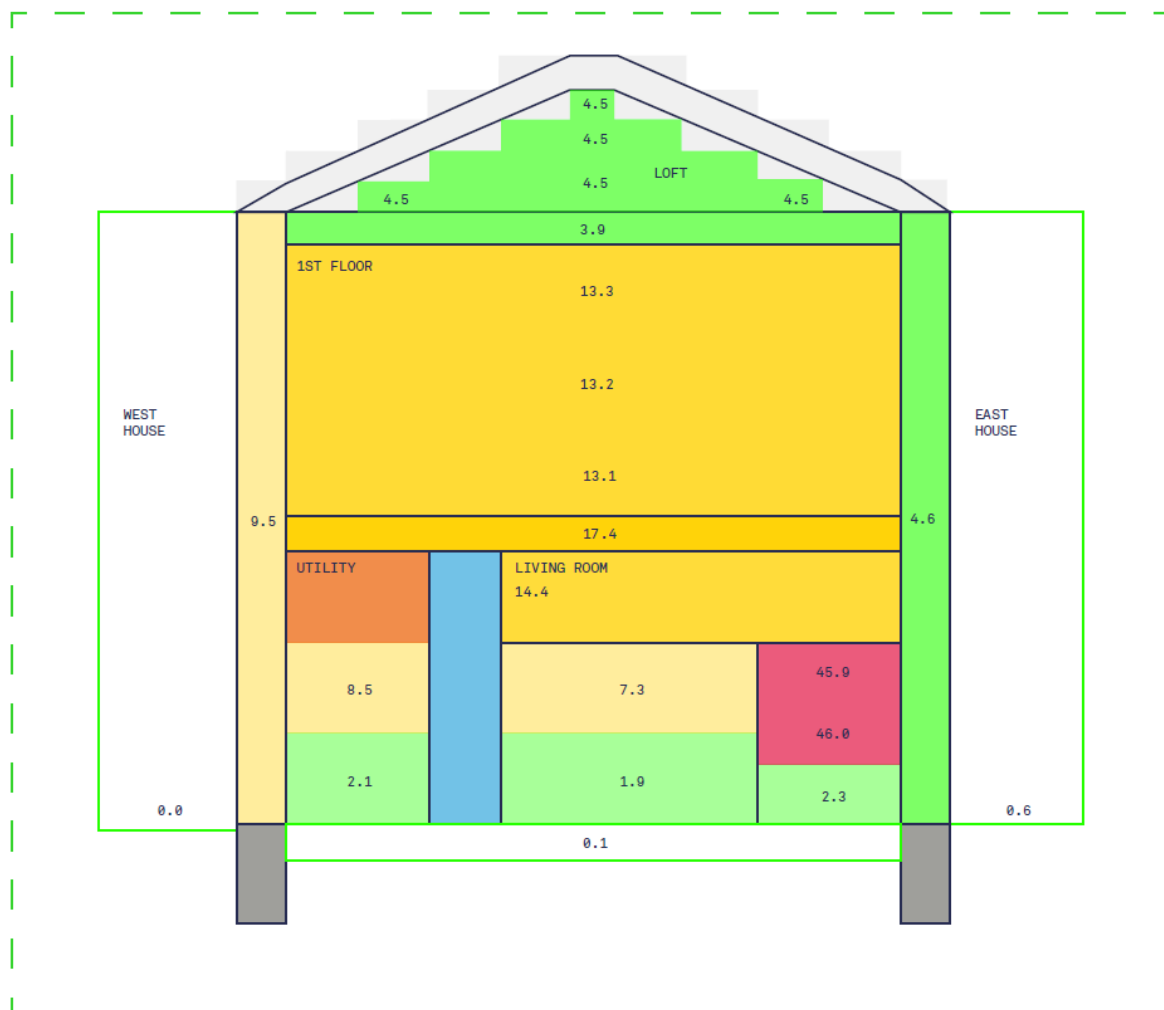 4.5
4.5
LOFT
4.5
4.5
4.5
3.9
1ST FLOOR
13.3
13.2
WEST
HOUSE
EAST
HOUSE
13.1
9.5
4.6
17.4
UTILITY
LIVING ROOM
14.4
45.9
8.5
7.3
46.0
2.1
1.9
2.3
0.0
0.6
0.1